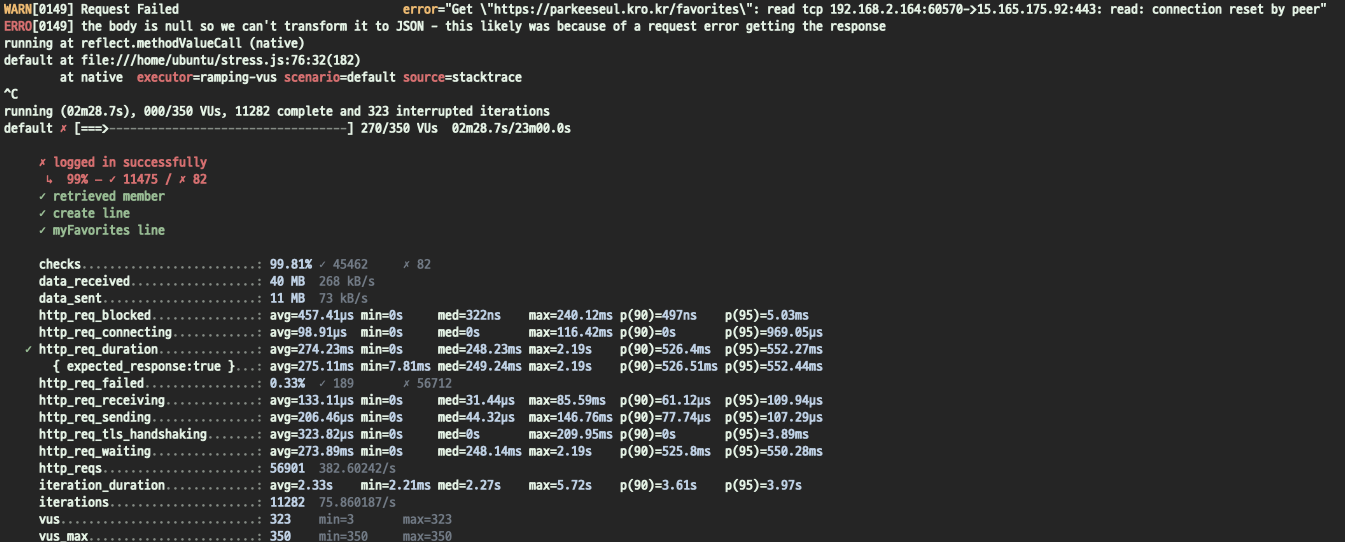 WARN[0149] Request Failed error="Get \"https://parkeeseul.kro.kr/favorites\": read tcp 192.168.2.164:60570->15.165.175.92:443: read: connection reset by peer"
ERRO[0149] the body is null so we can't transform it to JSON - this likely was because of a request error getting the response
running at reflect.methodValueCall (native)
default at file:///home/ubuntu/stress.js:76:32(182)
at native executor=ramping-vus scenario=default source=stacktrace
^C
running (02m28.7s), 000/350 VUs, 11282 complete and 323 interrupted iterations
default ✗ [===>----------------------------------] 270/350 VUs 02m28.7s/23m00.0s
✗ logged in successfully
↳ 99% — ✓ 11475 / ✗ 82
✓ retrieved member
✓ create line
✓ myFavorites line
checks.........................: 99.81% ✓ 45462 ✗ 82
data_received..................: 40 MB 268 kB/s
data_sent......................: 11 MB 73 kB/s
http_req_blocked...............: avg=457.41µs min=0s med=322ns max=240.12ms p(90)=497ns p(95)=5.03ms
http_req_connecting............: avg=98.91µs min=0s med=0s max=116.42ms p(90)=0s p(95)=969.05µs
✓ http_req_duration..............: avg=274.23ms min=0s med=248.23ms max=2.19s p(90)=526.4ms p(95)=552.27ms
{ expected_response:true }...: avg=275.11ms min=7.81ms med=249.24ms max=2.19s p(90)=526.51ms p(95)=552.44ms
http_req_failed................: 0.33% ✓ 189 ✗ 56712
http_req_receiving.............: avg=133.11µs min=0s med=31.44µs max=85.59ms p(90)=61.12µs p(95)=109.94µs
http_req_sending...............: avg=206.46µs min=0s med=44.32µs max=146.76ms p(90)=77.74µs p(95)=107.29µs
http_req_tls_handshaking.......: avg=323.82µs min=0s med=0s max=209.95ms p(90)=0s p(95)=3.89ms
http_req_waiting...............: avg=273.89ms min=0s med=248.14ms max=2.19s p(90)=525.8ms p(95)=550.28ms
http_reqs......................: 56901 382.60242/s
iteration_duration.............: avg=2.33s min=2.21ms med=2.27s max=5.72s p(90)=3.61s p(95)=3.97s
iterations.....................: 11282 75.860187/s
vus............................: 323 min=3 max=323
vus_max........................: 350 min=350 max=350